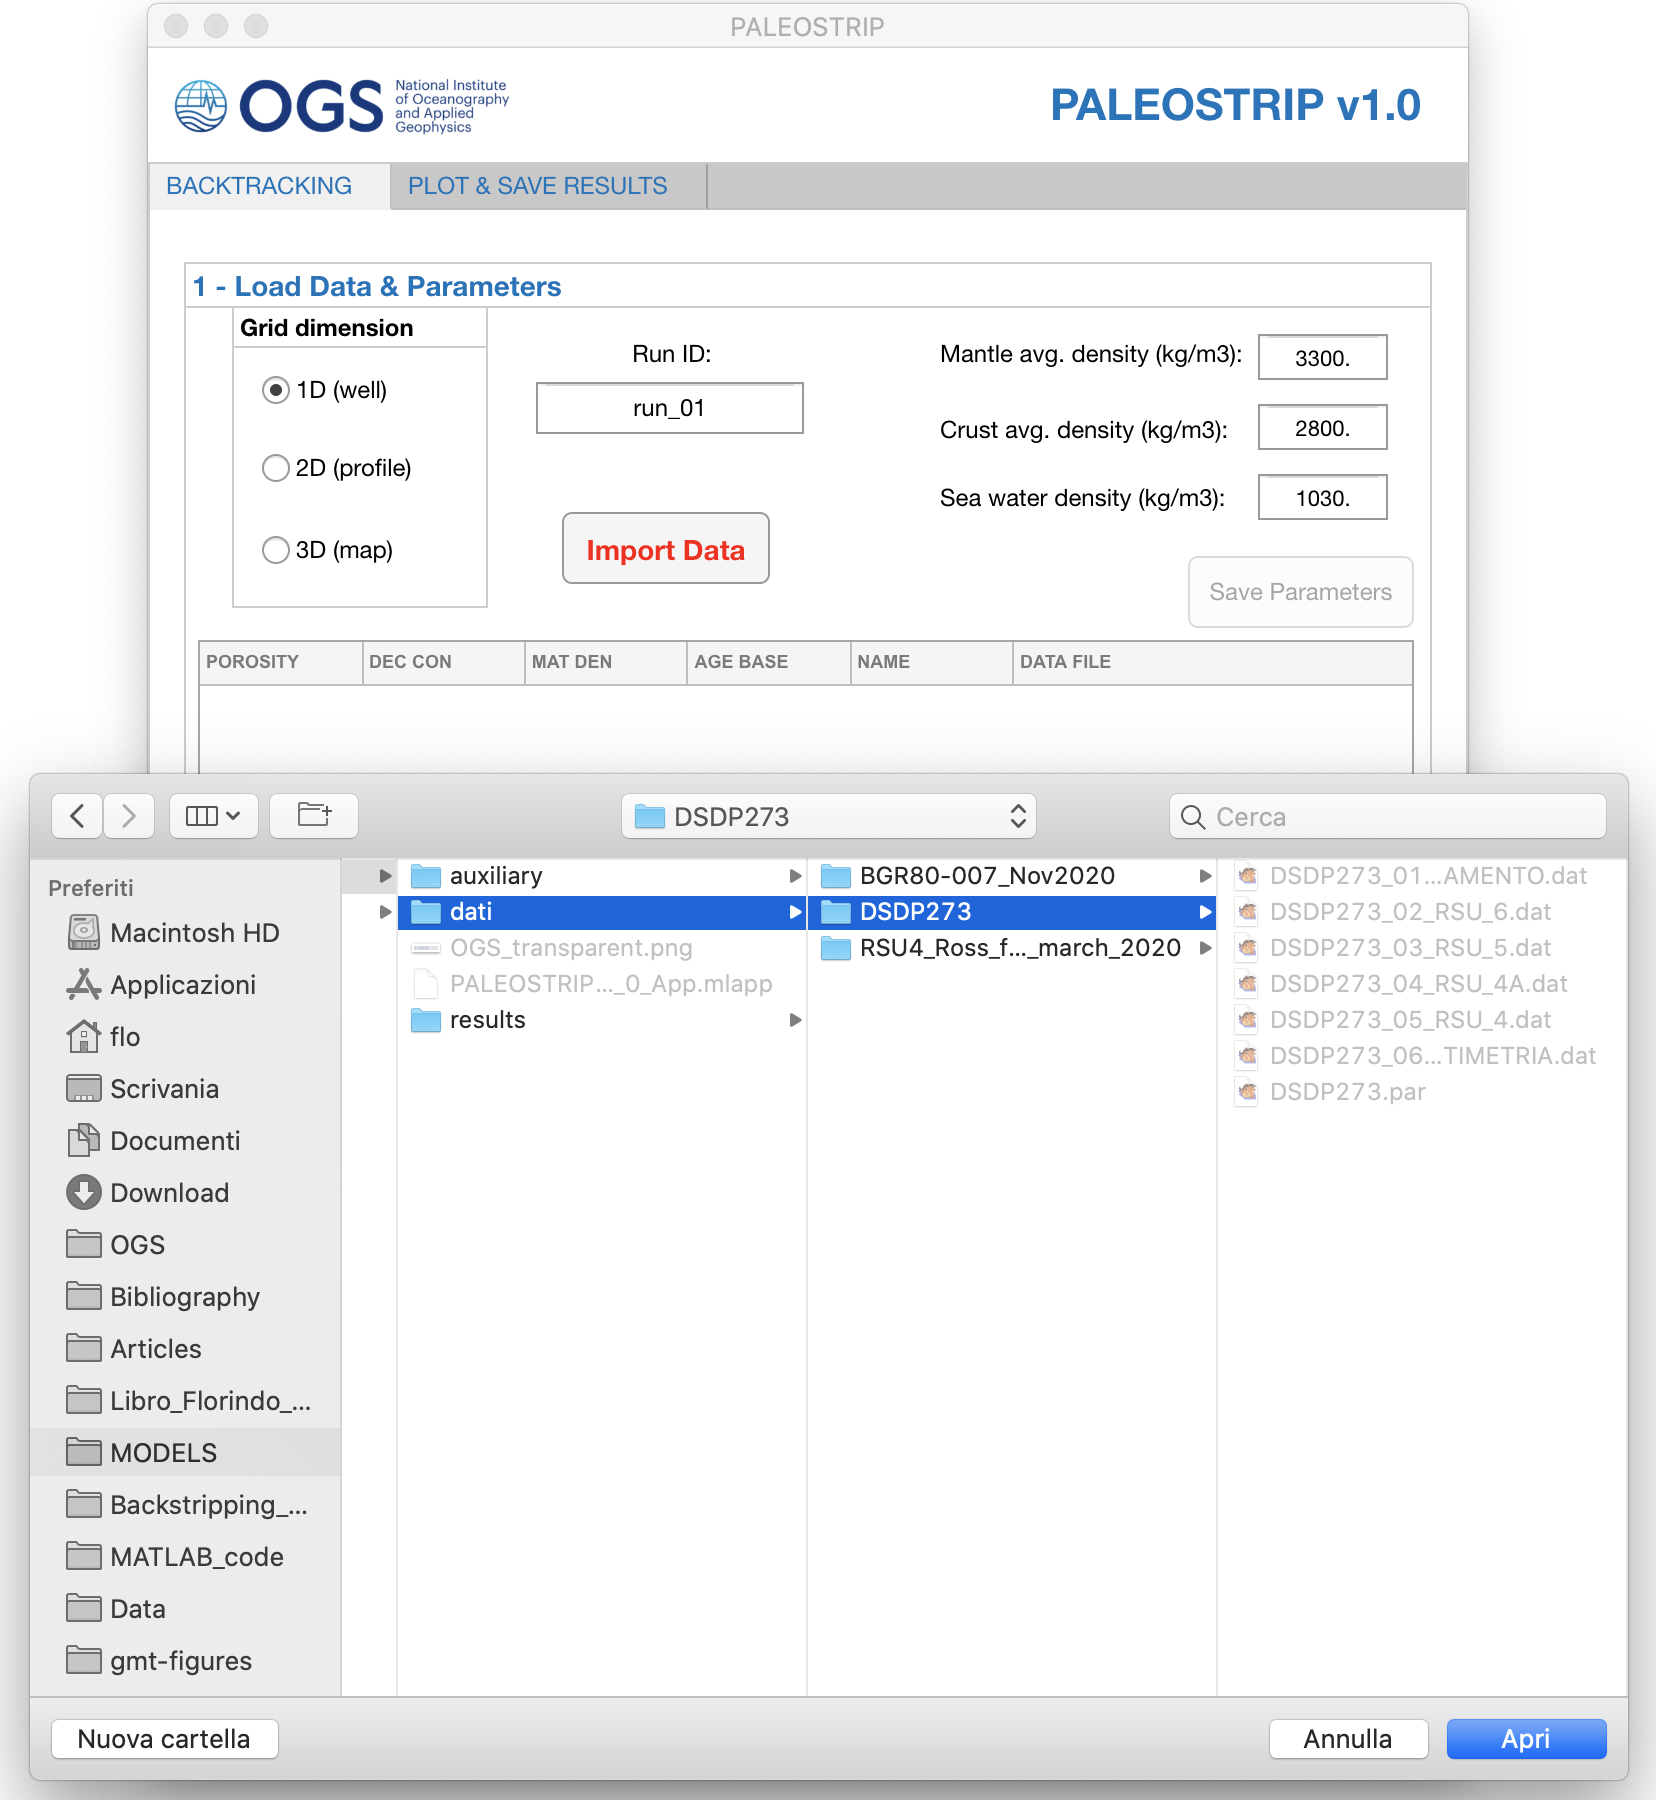 PALEOSTRIP
OGS
National Institute
of Oceanography
and Applied
Geophysics
PALEOSTRIP v1.0
BACKTRACKING
PLOT & SAVE RESULTS
1 - Load Data & Parameters
Grid dimension
1D (well)
2D (profile)
3D (map)
Run ID:
run_01
Import Data
Mantle avg. density (kg/m3): 3300.
Crust avg. density (kg/m3): 2800.
Sea water density (kg/m3): 1030.
Save Parameters
POROSITY DEC CON MAT DEN AGE BASE NAME DATA FILE
DSDP273
Cerca
Preferiti
Macintosh HD
Applicazioni
flo
Scrivania
Documenti
Download
OGS
Bibliography
Articles
Libro_Florindo_...
MODELS
Backstripping_...
MATLAB_code
Data
gmt-figures
auxiliary
dati
OGS_transparent.png
PALEOSTRIP..._0_App.mlapp
results
BGR80-007_Nov2020
DSDP273
RSU4_Ross_f..._march_2020
DSDP273_01...AMENTO.dat
DSDP273_02_RSU_6.dat
DSDP273_03_RSU_5.dat
DSDP273_04_RSU_4A.dat
DSDP273_05_RSU_4.dat
DSDP273_06...TIMETRIA.dat
DSDP273.par
Nuova cartella
Annulla
Apri